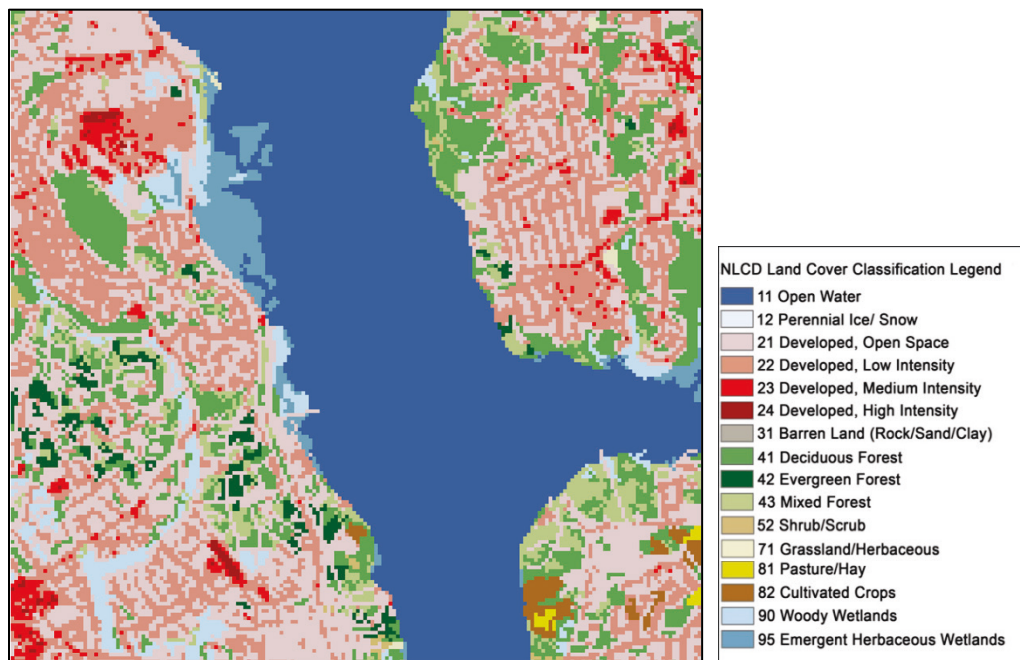 NLCD Land Cover Classification Legend
11 Open Water
12 Perennial Ice/ Snow
21 Developed, Open Space
22 Developed, Low Intensity
23 Developed, Medium Intensity
24 Developed, High Intensity
31 Barren Land (Rock/Sand/Clay)
41 Deciduous Forest
42 Evergreen Forest
43 Mixed Forest
52 Shrub/Scrub
71 Grassland/Herbaceous
81 Pasture/Hay
82 Cultivated Crops
90 Woody Wetlands
95 Emergent Herbaceous Wetlands